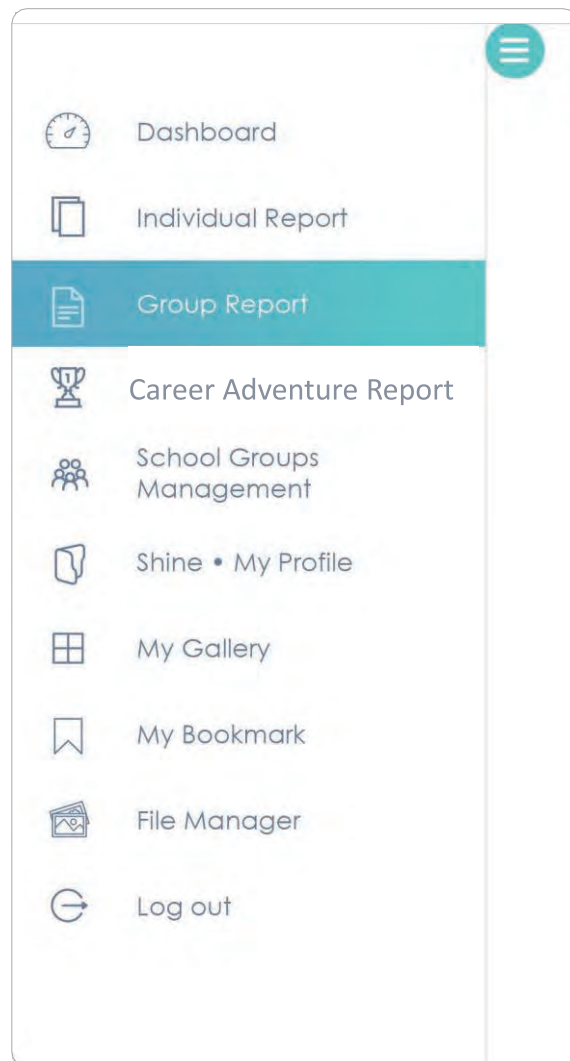 Dashboard
Individual Report
Group Report
Career Adventure Report
School Groups
Management
Shine • My Profile
My Gallery
My Bookmark
File Manager
Log out